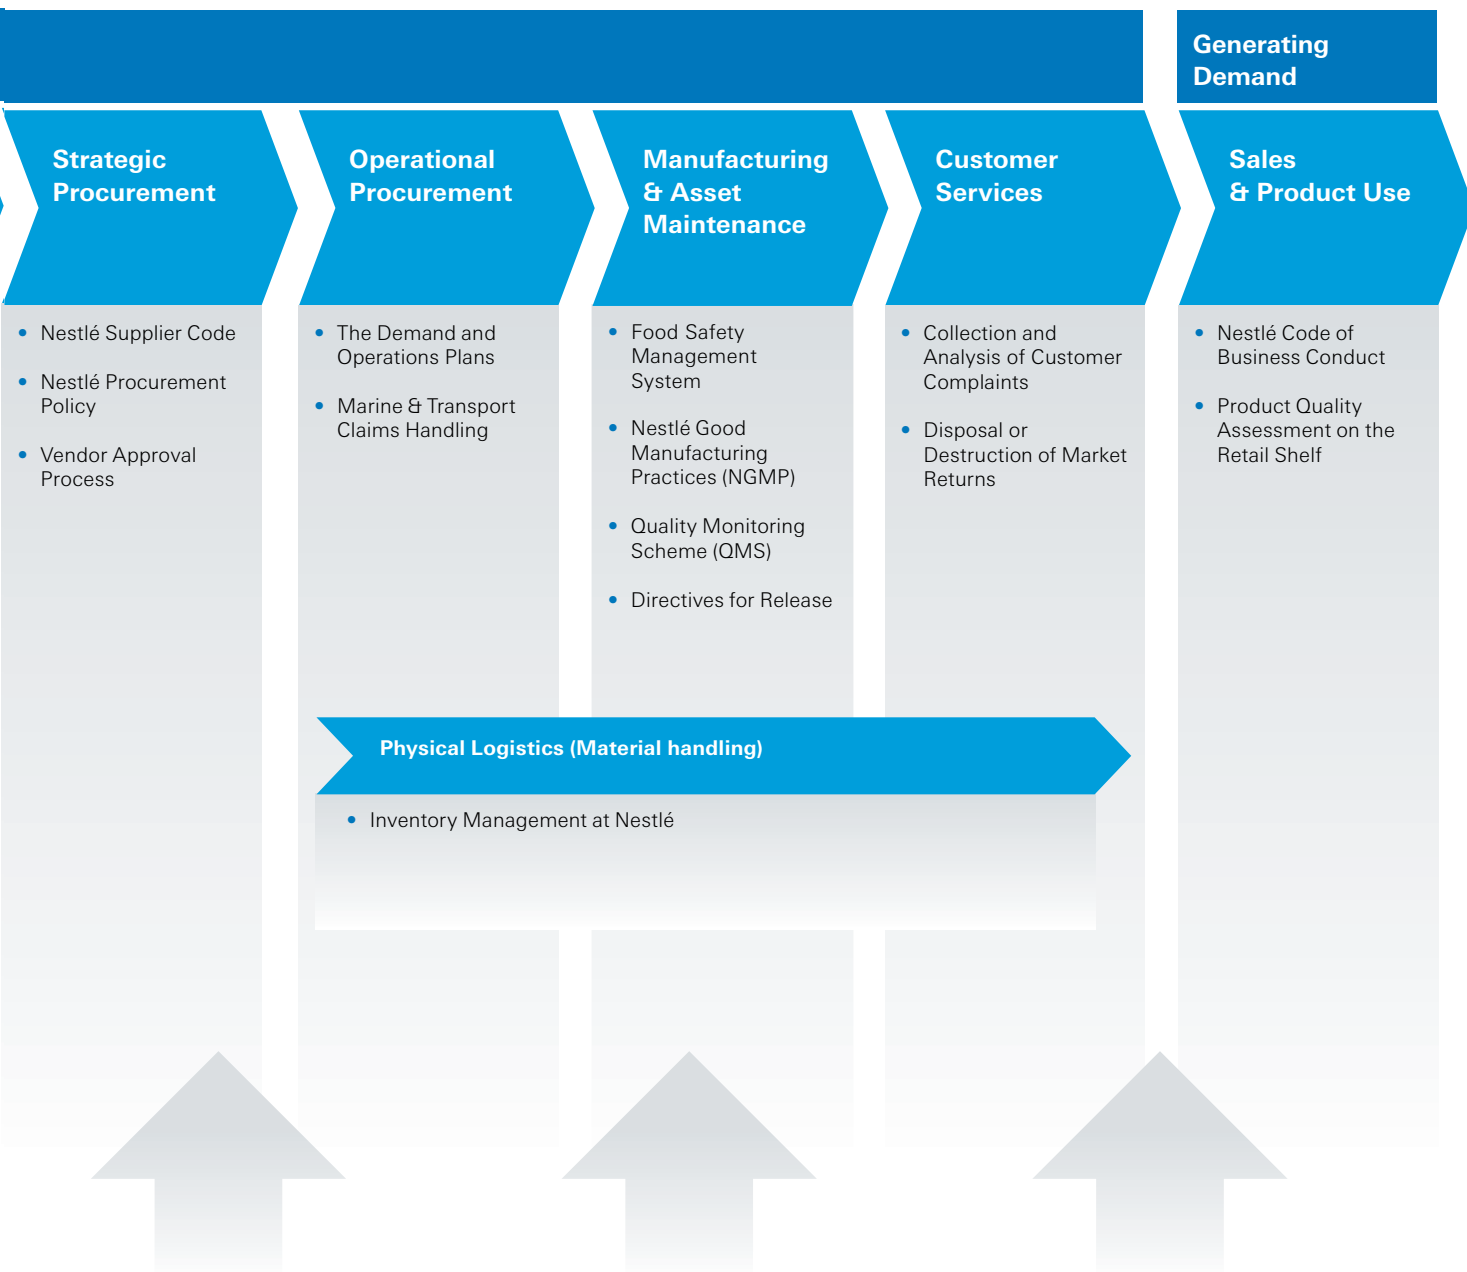 Generating
Demand
Strategic
Procurement
Operational
Procurement
Manufacturing
& Asset
Maintenance
Customer
Services
Sales
& Product Use
• Nestlé Supplier Code
• Nestlé Procurement
Policy
• Vendor Approval
Process
• The Demand and
Operations Plans
• Marine & Transport
Claims Handling
• Food Safety
Management
System
• Nestlé Good
Manufacturing
Practices (NGMP)
• Quality Monitoring
Scheme (QMS)
• Directives for Release
• Collection and
Analysis of Customer
Complaints
• Disposal or
Destruction of Market
Returns
• Nestlé Code of
Business Conduct
• Product Quality
Assessment on the
Retail Shelf
Physical Logistics (Material handling)
• Inventory Management at Nestlé